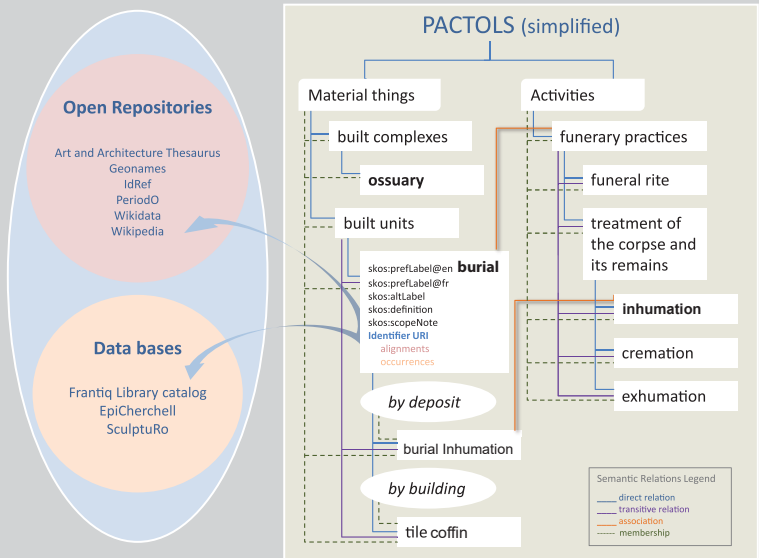 PACTOLS (simplified)
Open Repositories
Art and Architecture Thesaurus
Geonames
IdRef
PeriodO
Wikidata
Wikipedia
Data bases
Frantiq Library catalog
EpiCherchell
SculptuRo
Material things
built complexes
ossuary
built units
skos:prefLabel@en burial
skos:prefLabel@fr
skos:altLabel
skos:definition
skos:scopeNote
Identifier URI
alignments
occurrences
by deposit
burial Inhumation
by building
tile coffin
Activities
funerary practices
funeral rite
treatment of
the corpse and
its remains
inhumation
cremation
exhumation
Semantic Relations Legend
direct relation
transitive relation
association
membership